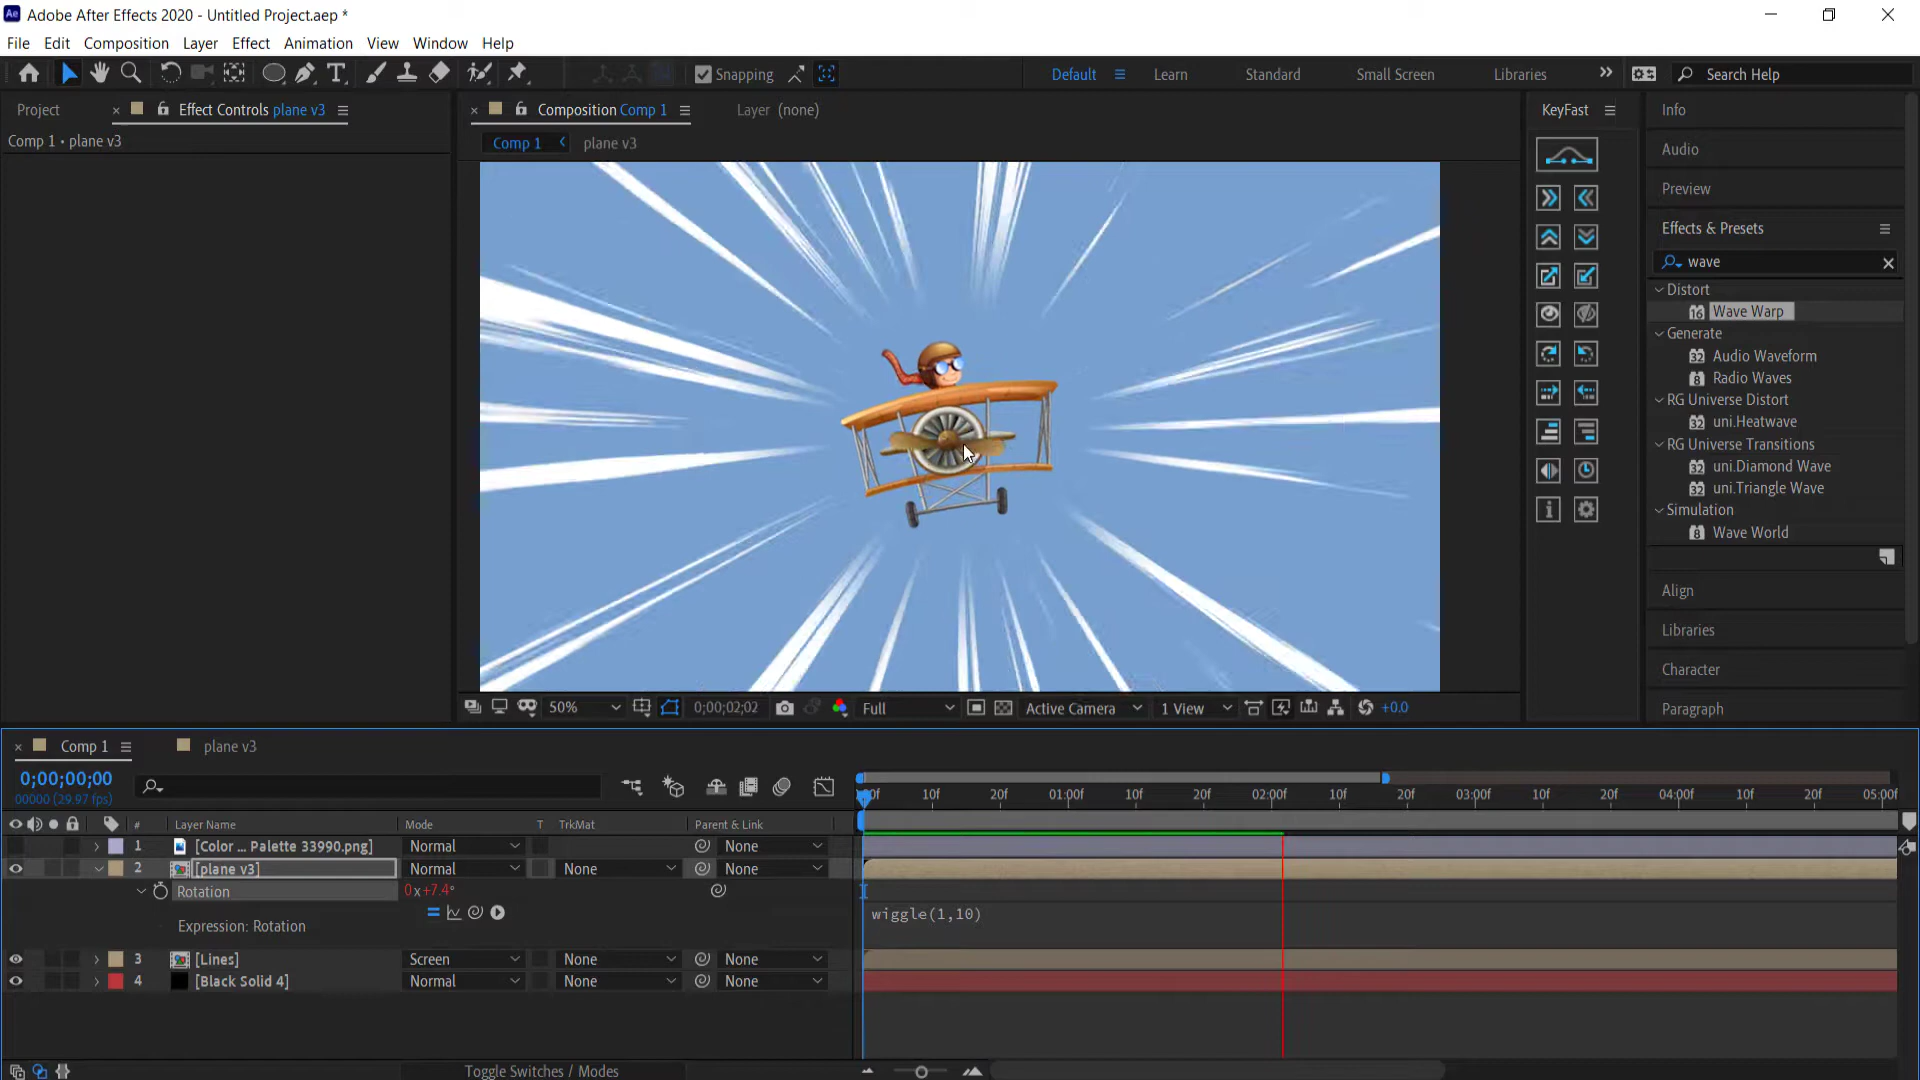 Adobe After Effects 2020 - Untitled Project.aep *
File Edit Composition Layer Effect Animation View Window Help
Snapping
Default Learn Standard Small Screen Libraries Search Help
Project Effect Controls plane v3
Comp 1 • plane v3
Composition Comp 1 Layer (none)
Comp 1 plane v3
KeyFast
Info
Audio
Preview
Effects & Presets
wave
Distort
16 Wave Warp
Generate
32 Audio Waveform
8 Radio Waves
RG Universe Distort
32 uni.Heatwave
RG Universe Transitions
32 uni.Diamond Wave
32 uni.Triangle Wave
Simulation
8 Wave World
Align
Libraries
Character
Paragraph
50% 0;00;02;02 Full Active Camera 1 View +0.0
Comp 1 plane v3
0;00;00;00
00000 (29.97 fps)
00f 10f 20f 01:00f 10f 20f 02:00f 10f 20f 03:00f 10f 20f 04:00f 10f 20f 05:00f
# Layer Name Mode T TrkMat Parent & Link
1 [Color ... Palette 33990.png] Normal None
2 [plane v3] Normal None None
Rotation 0x+7.4°
wiggle(1,10)
Expression: Rotation
3 [Lines] Screen None None
4 [Black Solid 4] Normal None None
Toggle Switches / Modes